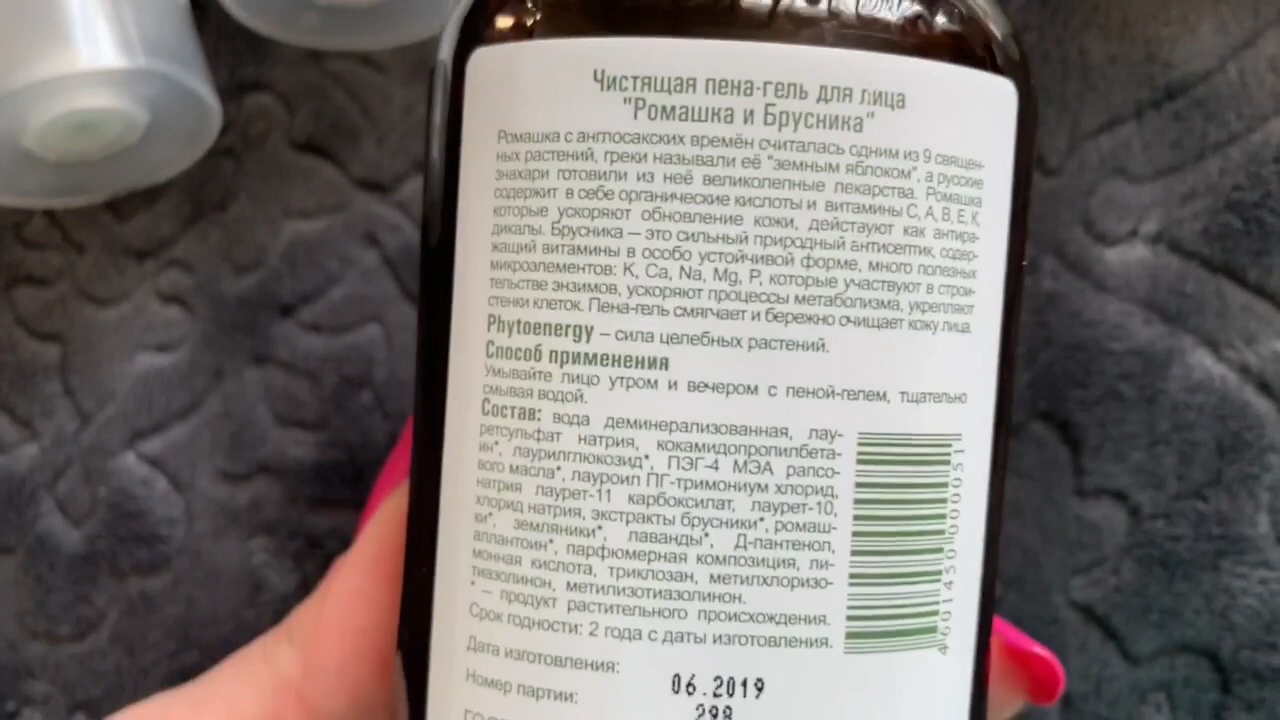 Чистящая пена-гель для лица
"Ромашка и Брусника"
Ромашка с англосакских времён считалась одним из 9 священ-
ных растений, греки называли её "земным яблоком", а русские
знахари готовили из неё великолепные лекарства. Ромашка
содержит в себе органические кислоты и витамины С, А, В, Е, К,
которые ускоряют обновление кожи, действуют как антира-
дикалы. Брусника – это сильный природный антисептик, содер-
жащий витамины в особо устойчивой форме, много полезных
микроэлементов: K, Ca, Na, Mg, P, которые участвуют в строи-
тельстве энзимов, ускоряют процессы метаболизма, укрепляют
стенки клеток. Пена-гель смягчает и бережно очищает кожу лица.
Phytoenergy – сила целебных растений.
Способ применения
Умывайте лицо утром и вечером с пеной-гелем, тщательно
смывая водой.
Состав: вода деминерализованная, лау-
ретсульфат натрия, кокамидопропилбета-
ин*, лаурилглюкозид*, ПЭГ-4 МЭА рапсо-
вого масла*, лауроил ПГ-тримониум хлорид,
натрия лаурет-11 карбоксилат, лаурет-10,
хлорид натрия, экстракты брусники*, ромаш-
ки*, земляники*, лаванды*, Д-пантенол,
аллантоин*, парфюмерная композиция, ли-
монная кислота, триклозан, метилхлоризо-
тиазолинон, метилизотиазолинон.
* – продукт растительного происхождения.
Срок годности: 2 года с даты изготовления.
Дата изготовления: 06.2019
Номер партии: 298
4601450000051